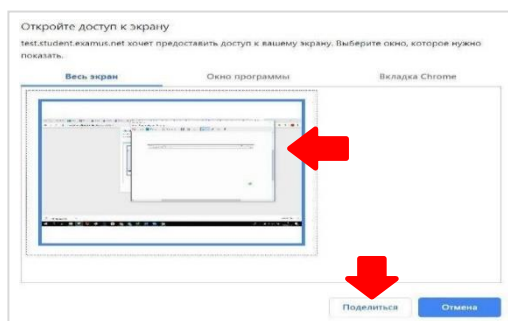 Откройте доступ к экрану
test.student.examus.net хочет предоставить доступ к вашему экрану. Выберите окно, которое нужно
показать.
Весь экран Окно программы Вкладка Chrome
Поделиться Отмена